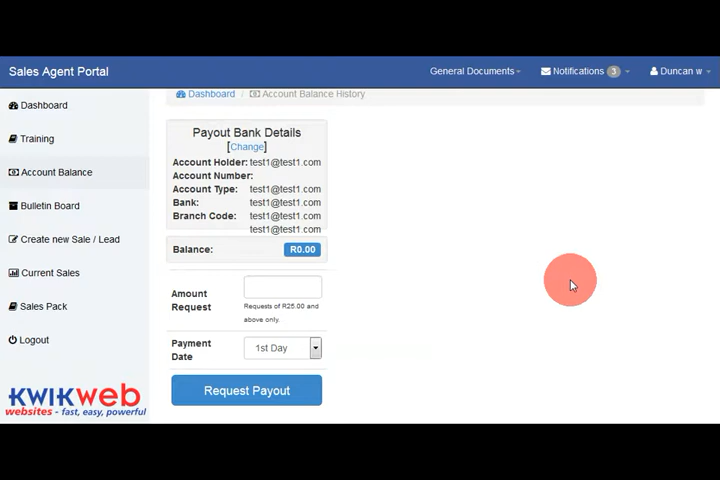 Sales Agent Portal
General Documents
Notifications 3
Duncan w
Dashboard
Training
Account Balance
Bulletin Board
Create new Sale / Lead
Current Sales
Sales Pack
Logout
KWIKWEB
websites - fast, easy, powerful
Dashboard / Account Balance History
Payout Bank Details
[Change]
Account Holder: test1@test1.com
Account Number:
Account Type: test1@test1.com
Bank: test1@test1.com
Branch Code: test1@test1.com
test1@test1.com
Balance: R0.00
Amount Request
Requests of R25.00 and
above only.
Payment Date
1st Day
Request Payout